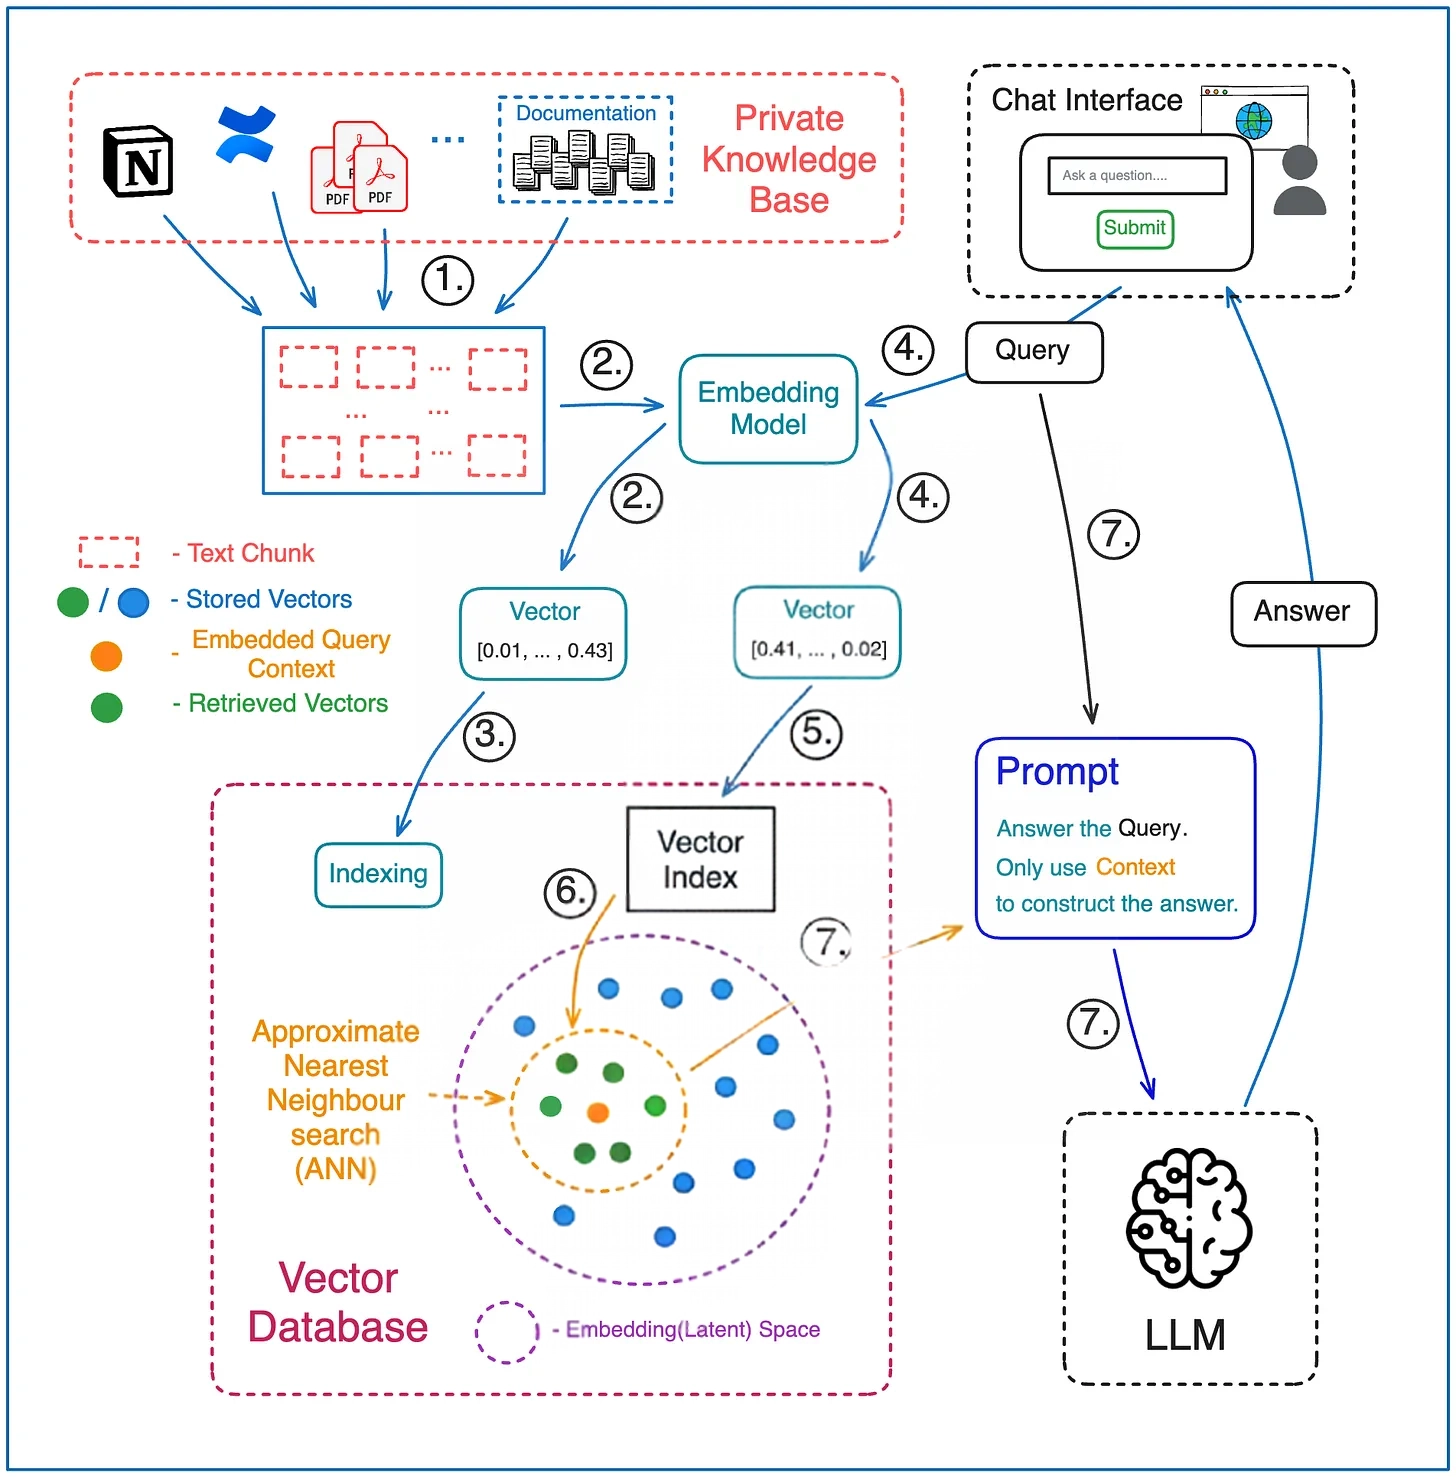 Documentation
Private
Knowledge
Base
N
...
PDF
PDF
Chat Interface
Ask a question....
Submit
1.
2.
Embedding
Model
4.
Query
...
...
...
...
2.
4.
7.
- Text Chunk
/ - Stored Vectors
- Embedded Query
Context
- Retrieved Vectors
Vector
[0.01, ... , 0.43]
Vector
[0.41, ... , 0.02]
Answer
3.
5.
Prompt
Answer the Query.
Only use Context
to construct the answer.
Indexing
Vector
Index
6.
7.
7.
Approximate
Nearest
Neighbour
search
(ANN)
Vector
Database
- Embedding(Latent) Space
LLM